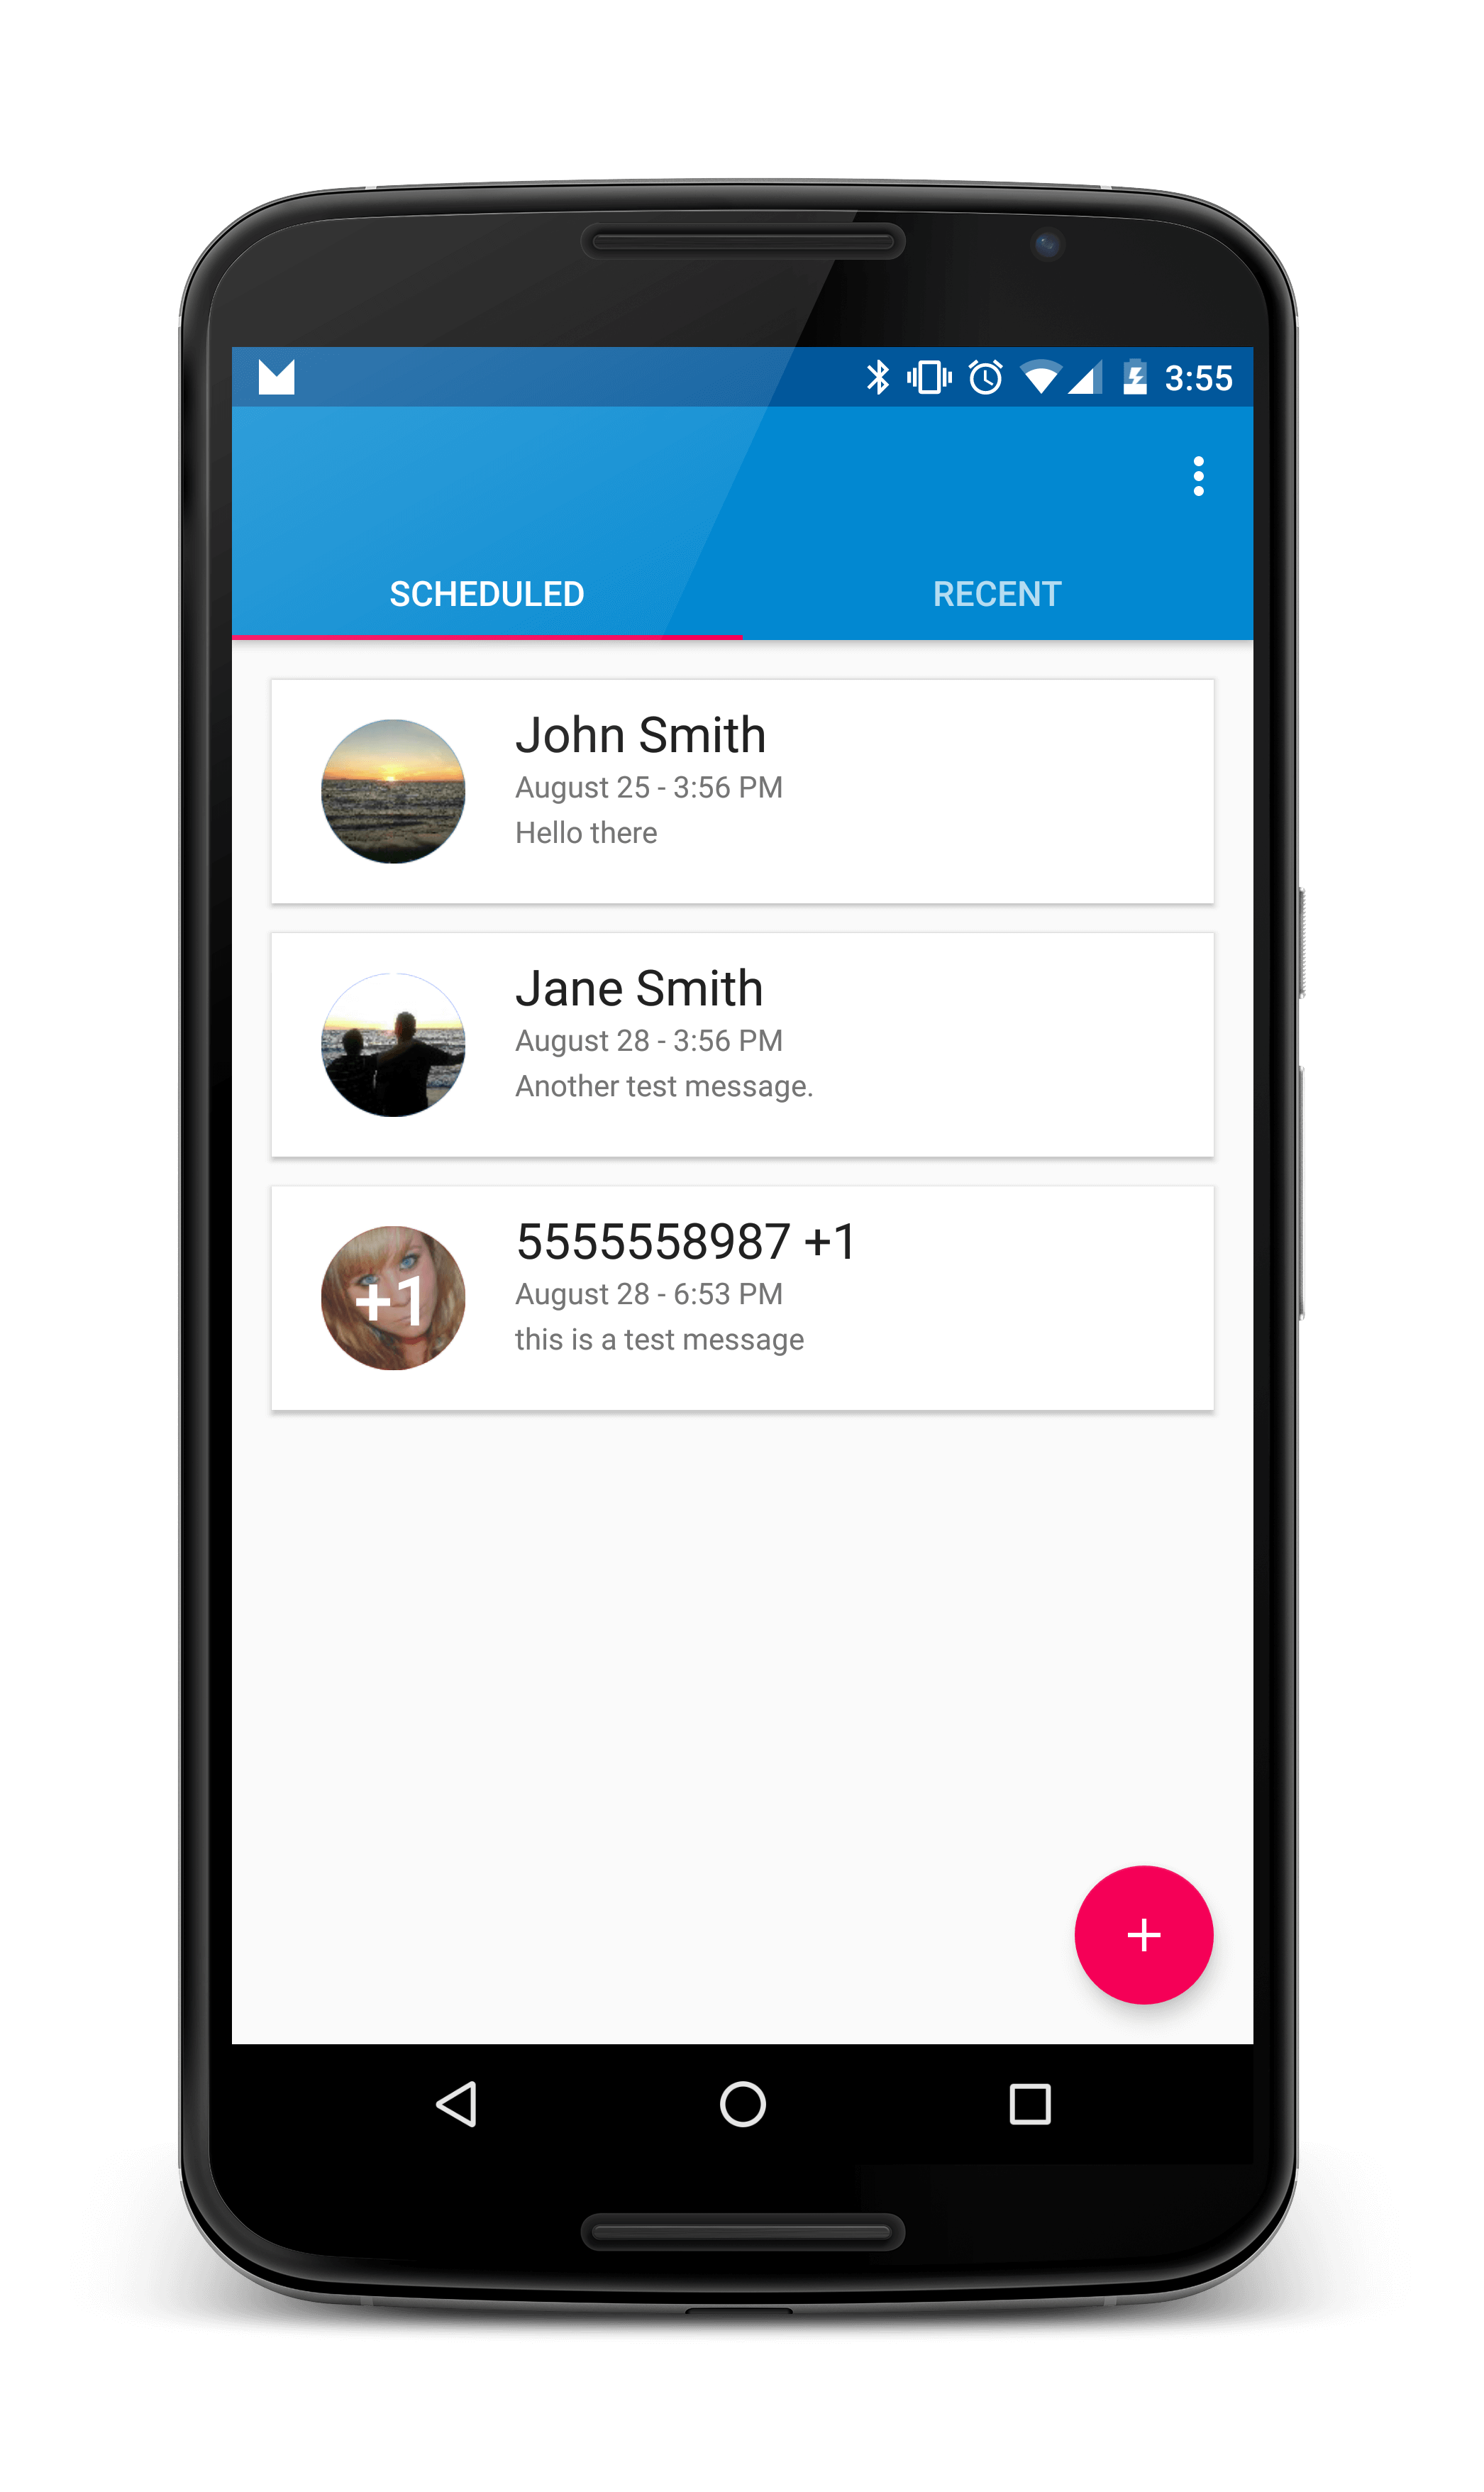 3:55
SCHEDULED
RECENT
John Smith
August 25 - 3:56 PM
Hello there
Jane Smith
August 28 - 3:56 PM
Another test message.
+1
5555558987 +1
August 28 - 6:53 PM
this is a test message